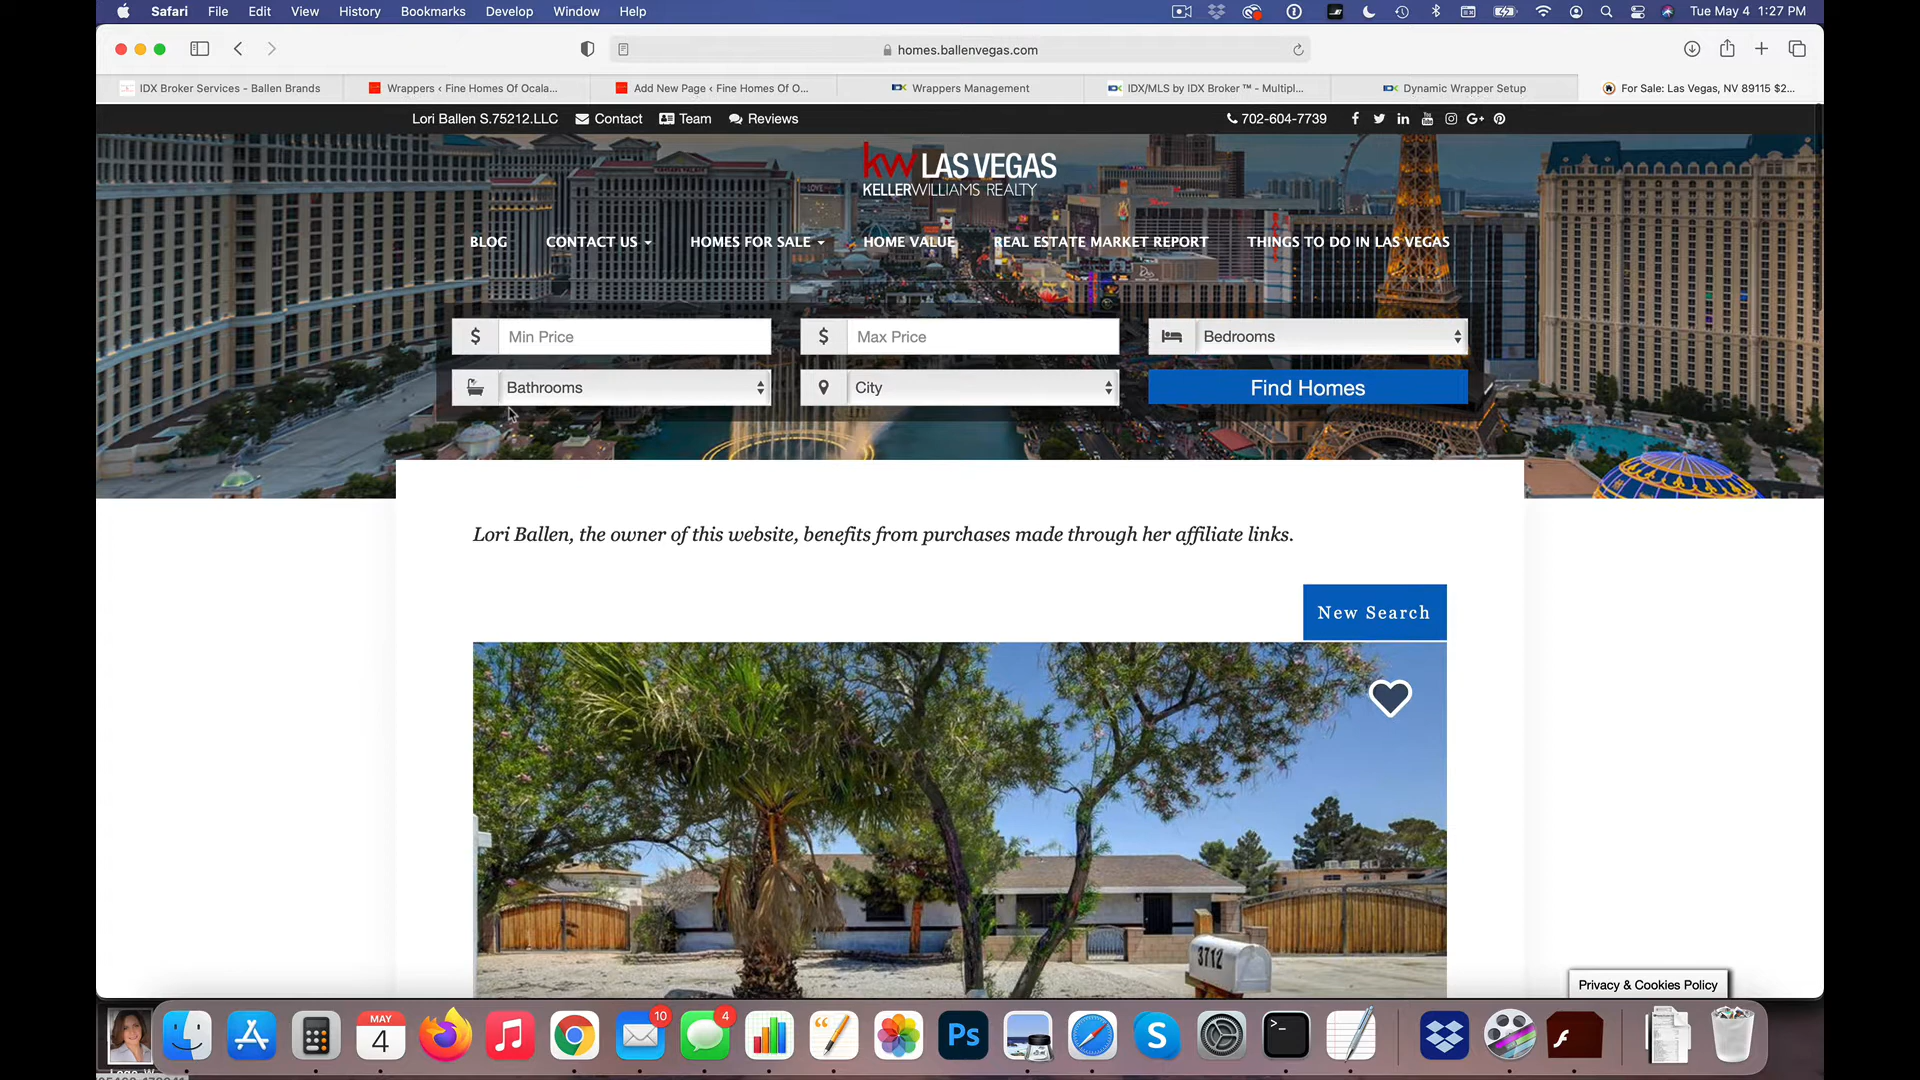 Safari File Edit View History Bookmarks Develop Window Help Tue May 4 1:27 PM
homes.ballenvegas.com
IDX Broker Services - Ballen Brands Wrappers ‹ Fine Homes Of Ocala... Add New Page ‹ Fine Homes Of O... Wrappers Management IDX/MLS by IDX Broker ™ - Multipl... Dynamic Wrapper Setup For Sale: Las Vegas, NV 89115 $2...
Lori Ballen S.75212.LLC Contact Team Reviews 702-604-7739
kw LAS VEGAS
KELLERWILLIAMS REALTY
BLOG CONTACT US HOMES FOR SALE HOME VALUE REAL ESTATE MARKET REPORT THINGS TO DO IN LAS VEGAS
$ Min Price $ Max Price Bedrooms
Bathrooms City Find Homes
Lori Ballen, the owner of this website, benefits from purchases made through her affiliate links.
New Search
3712
Privacy & Cookies Policy
MAY
4
10
4
Ps